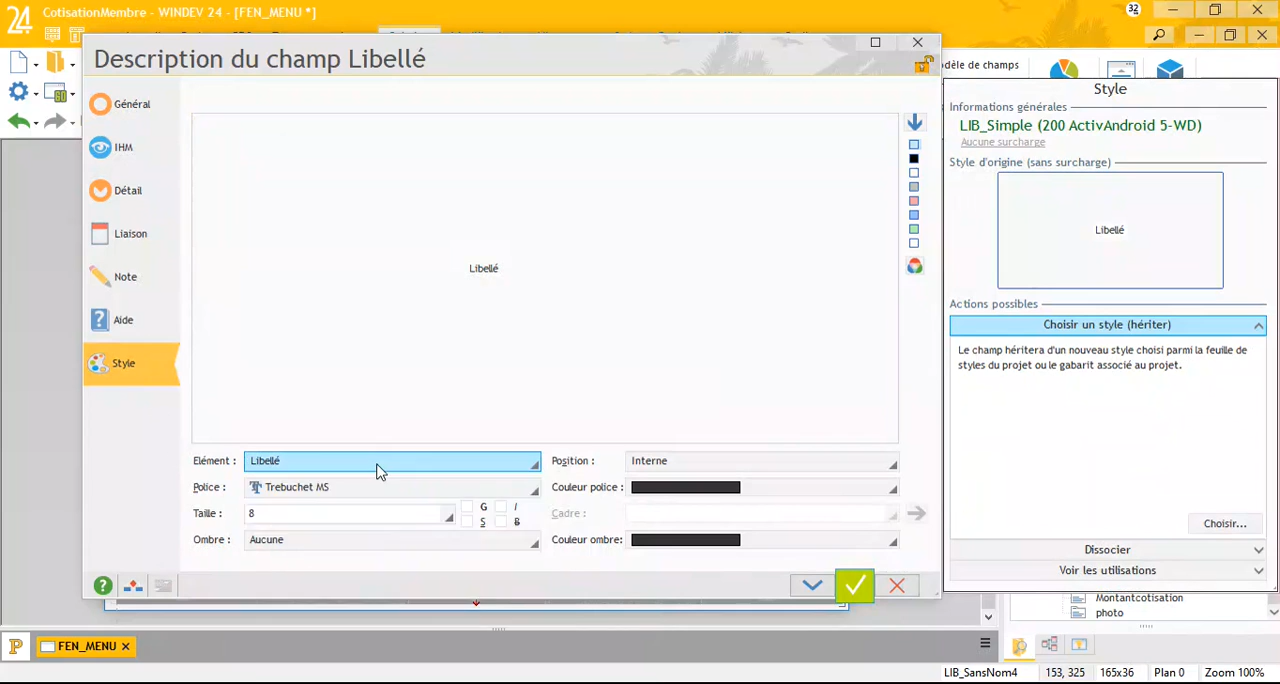 24 CotisationMembre - WINDEV 24 - [FEN_MENU *]
32
Description du champ Libellé
dèle de champs
Général
IHM
Détail
Liaison
Note
Aide
Style
Libellé
Elément : Libellé
Position : Interne
Police : Trebuchet MS
Couleur police :
Taille : 8
G I
S B
Cadre :
Ombre : Aucune
Couleur ombre:
Style
Informations générales
LIB_Simple (200 ActivAndroid 5-WD)
Aucune surcharge
Style d'origine (sans surcharge)
Libellé
Actions possibles
Choisir un style (hériter)
Le champ héritera d'un nouveau style choisi parmi la feuille de
styles du projet ou le gabarit associé au projet.
Choisir...
Dissocier
Voir les utilisations
Montantcotisation
photo
FEN_MENU
LIB_SansNom4 153, 325 165x36 Plan 0 Zoom 100%